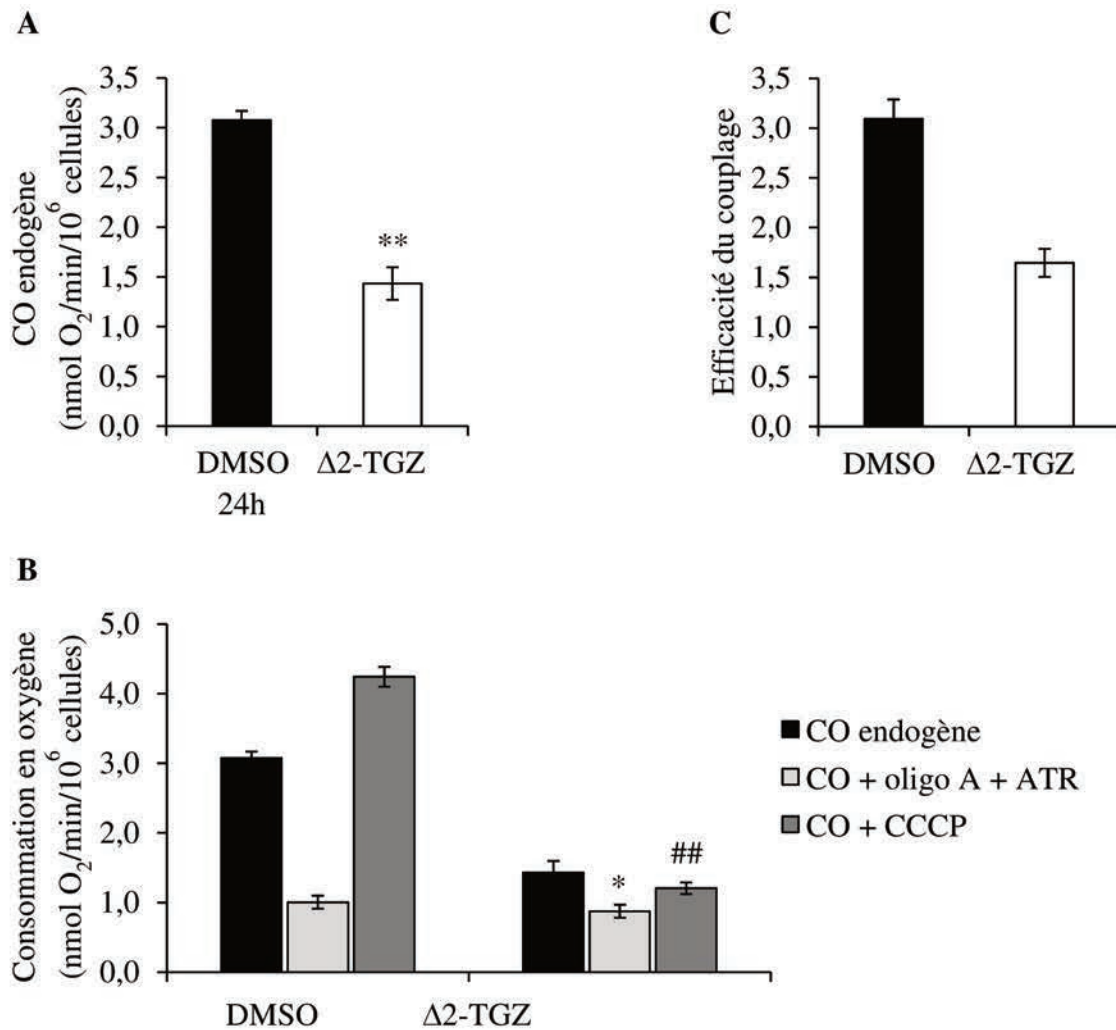 A
CO endogène
(nmol O2/min/10^6 cellules)
3,5
3,0
2,5
2,0
1,5
1,0
0,5
0,0
**
DMSO
Δ2-TGZ
24h
C
Efficacité du couplage
3,5
3,0
2,5
2,0
1,5
1,0
0,5
0,0
DMSO
Δ2-TGZ
B
Consommation en oxygène
(nmol O2/min/10^6 cellules)
5,0
4,0
3,0
2,0
1,0
0,0
*
##
DMSO
Δ2-TGZ
CO endogène
CO + oligo A + ATR
CO + CCCP